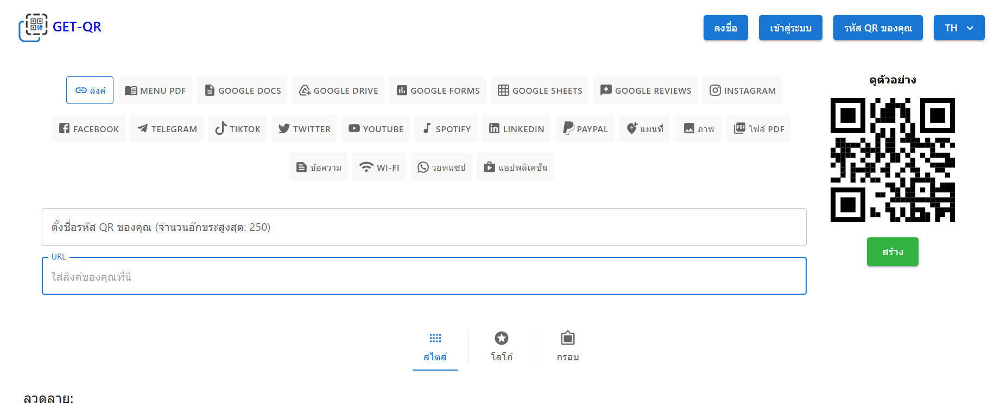 GET-QR
ลงชื่อ
เข้าสู่ระบบ
รหัส QR ของคุณ
TH
ลิงค์
MENU PDF
GOOGLE DOCS
GOOGLE DRIVE
GOOGLE FORMS
GOOGLE SHEETS
GOOGLE REVIEWS
INSTAGRAM
FACEBOOK
TELEGRAM
TIKTOK
TWITTER
YOUTUBE
SPOTIFY
LINKEDIN
PAYPAL
แผนที่
ภาพ
PDF
ไฟล์ PDF
ข้อความ
WI-FI
วอทแซป
แอปพลิเคชัน
ดูตัวอย่าง
สร้าง
ตั้งชื่อรหัส QR ของคุณ (จำนวนอักขระสูงสุด: 250)
URL
ใส่ลิงค์ของคุณที่นี่
สไตล์
โลโก้
กรอบ
ลวดลาย: